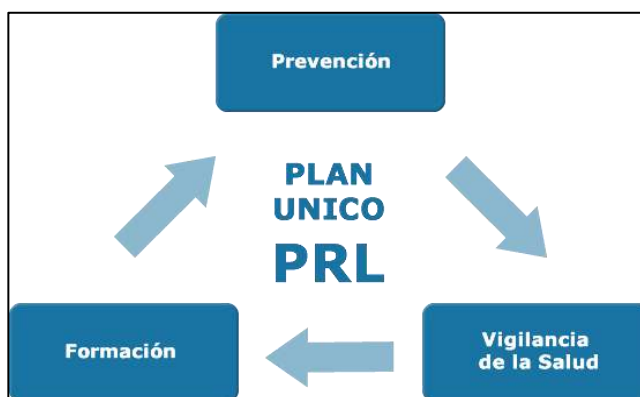 Prevención
PLAN
UNICO
PRL
Formación
Vigilancia
de la Salud